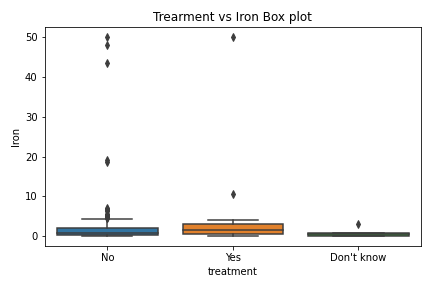 Trearment vs Iron Box plot
50
40
30
20
10
0
Iron
No
Yes
Don't know
treatment